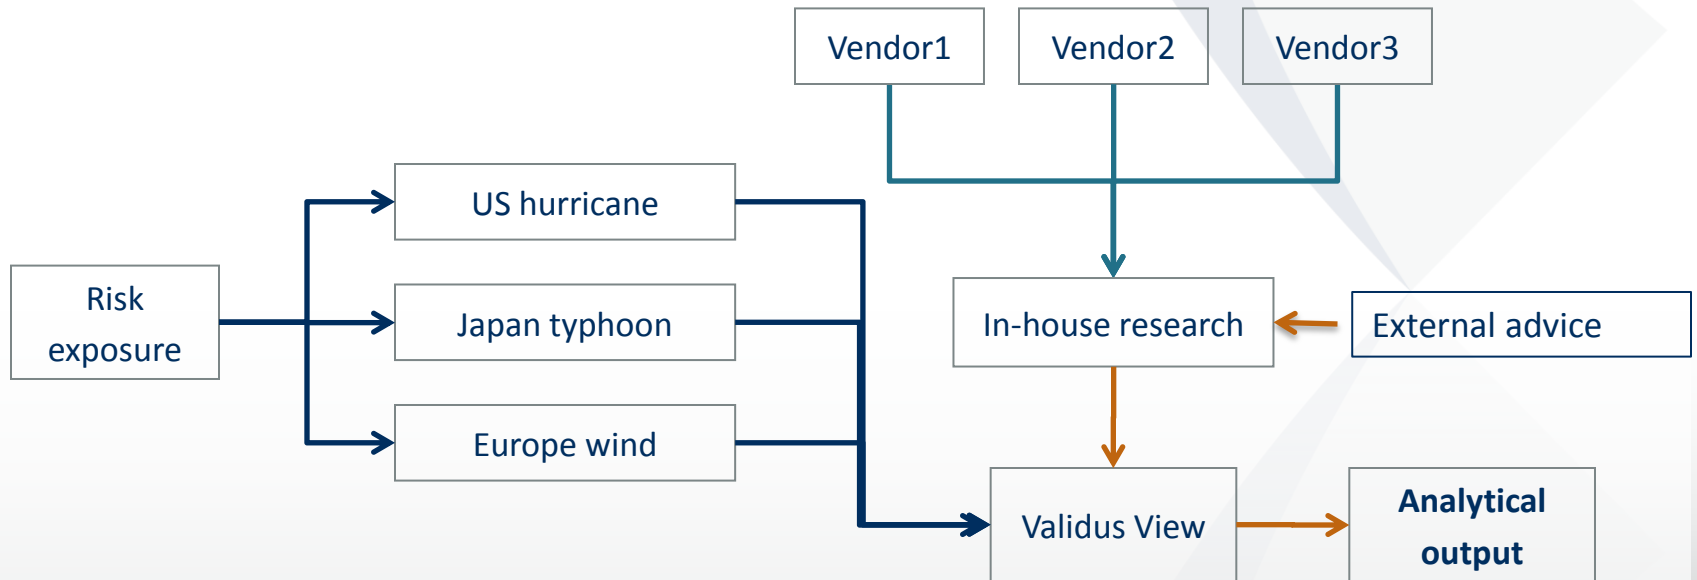 Vendor1
Vendor2
Vendor3
US hurricane
Risk
exposure
Japan typhoon
In-house research
External advice
Europe wind
Validus View
Analytical
output